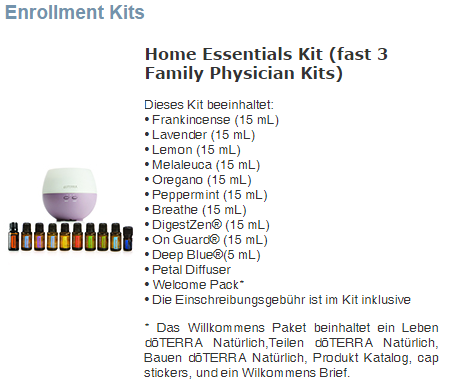 Enrollment Kits
Home Essentials Kit (fast 3
Family Physician Kits)
Dieses Kit beeinhaltet:
• Frankincense (15 mL)
• Lavender (15 mL)
• Lemon (15 mL)
• Melaleuca (15 mL)
• Oregano (15 mL)
• Peppermint (15 mL)
• Breathe (15 mL)
• DigestZen® (15 mL)
• On Guard® (15 mL)
• Deep Blue®(5 mL)
• Petal Diffuser
• Welcome Pack*
• Die Einschreibungsgebühr ist im Kit inklusive
* Das Willkommens Paket beinhaltet ein Leben
dōTERRA Natürlich,Teilen dōTERRA Natürlich,
Bauen dōTERRA Natürlich, Produkt Katalog, cap
stickers, und ein Wilkommens Brief.